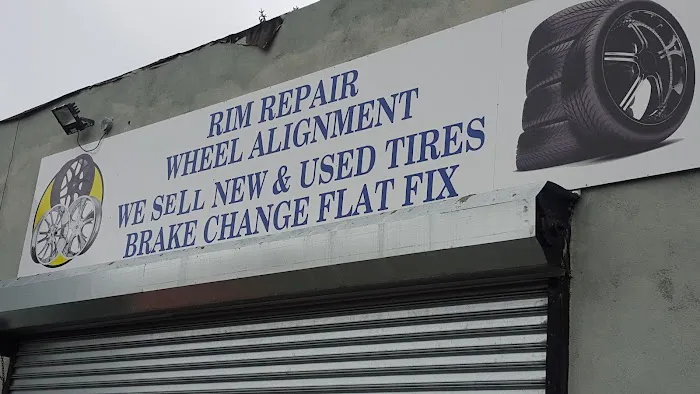 RIM REPAIR
WHEEL ALIGNMENT
WE SELL NEW & USED TIRES
BRAKE CHANGE FLAT FIX